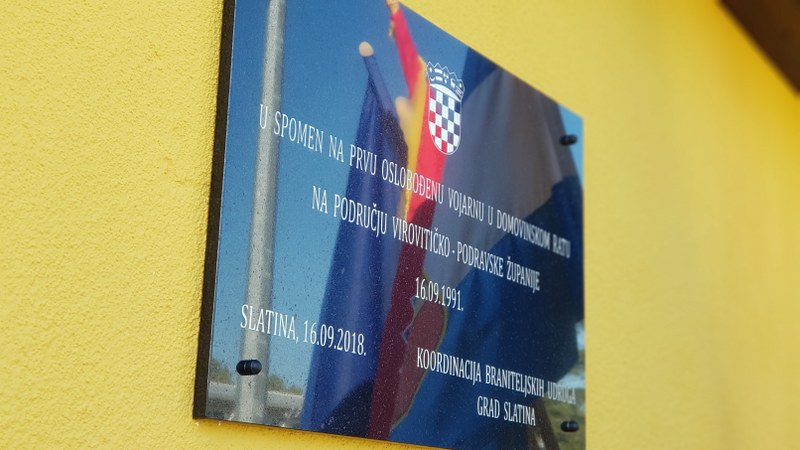 U SPOMEN NA PRVU OSLOBOĐENU VOJARNU U DOMOVINSKOM RATU
NA PODRUČJU VIROVITIČKO-PODRAVSKE ŽUPANIJE
16.09.1991.
SLATINA, 16.09.2018.
KOORDINACIJA BRANITELJSKIH UDRUGA
GRAD SLATINA